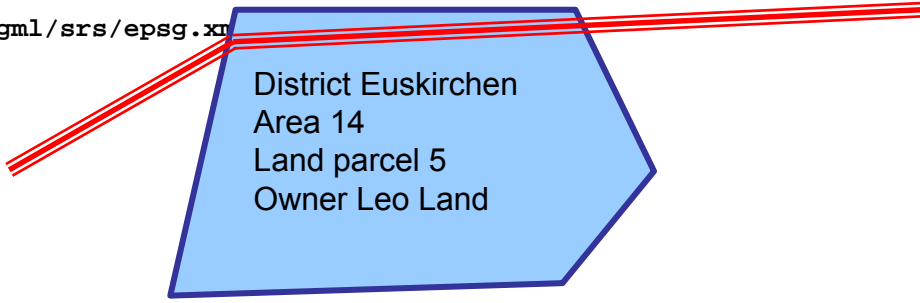 gml/srs/epsg.xm
District Euskirchen
Area 14
Land parcel 5
Owner Leo Land